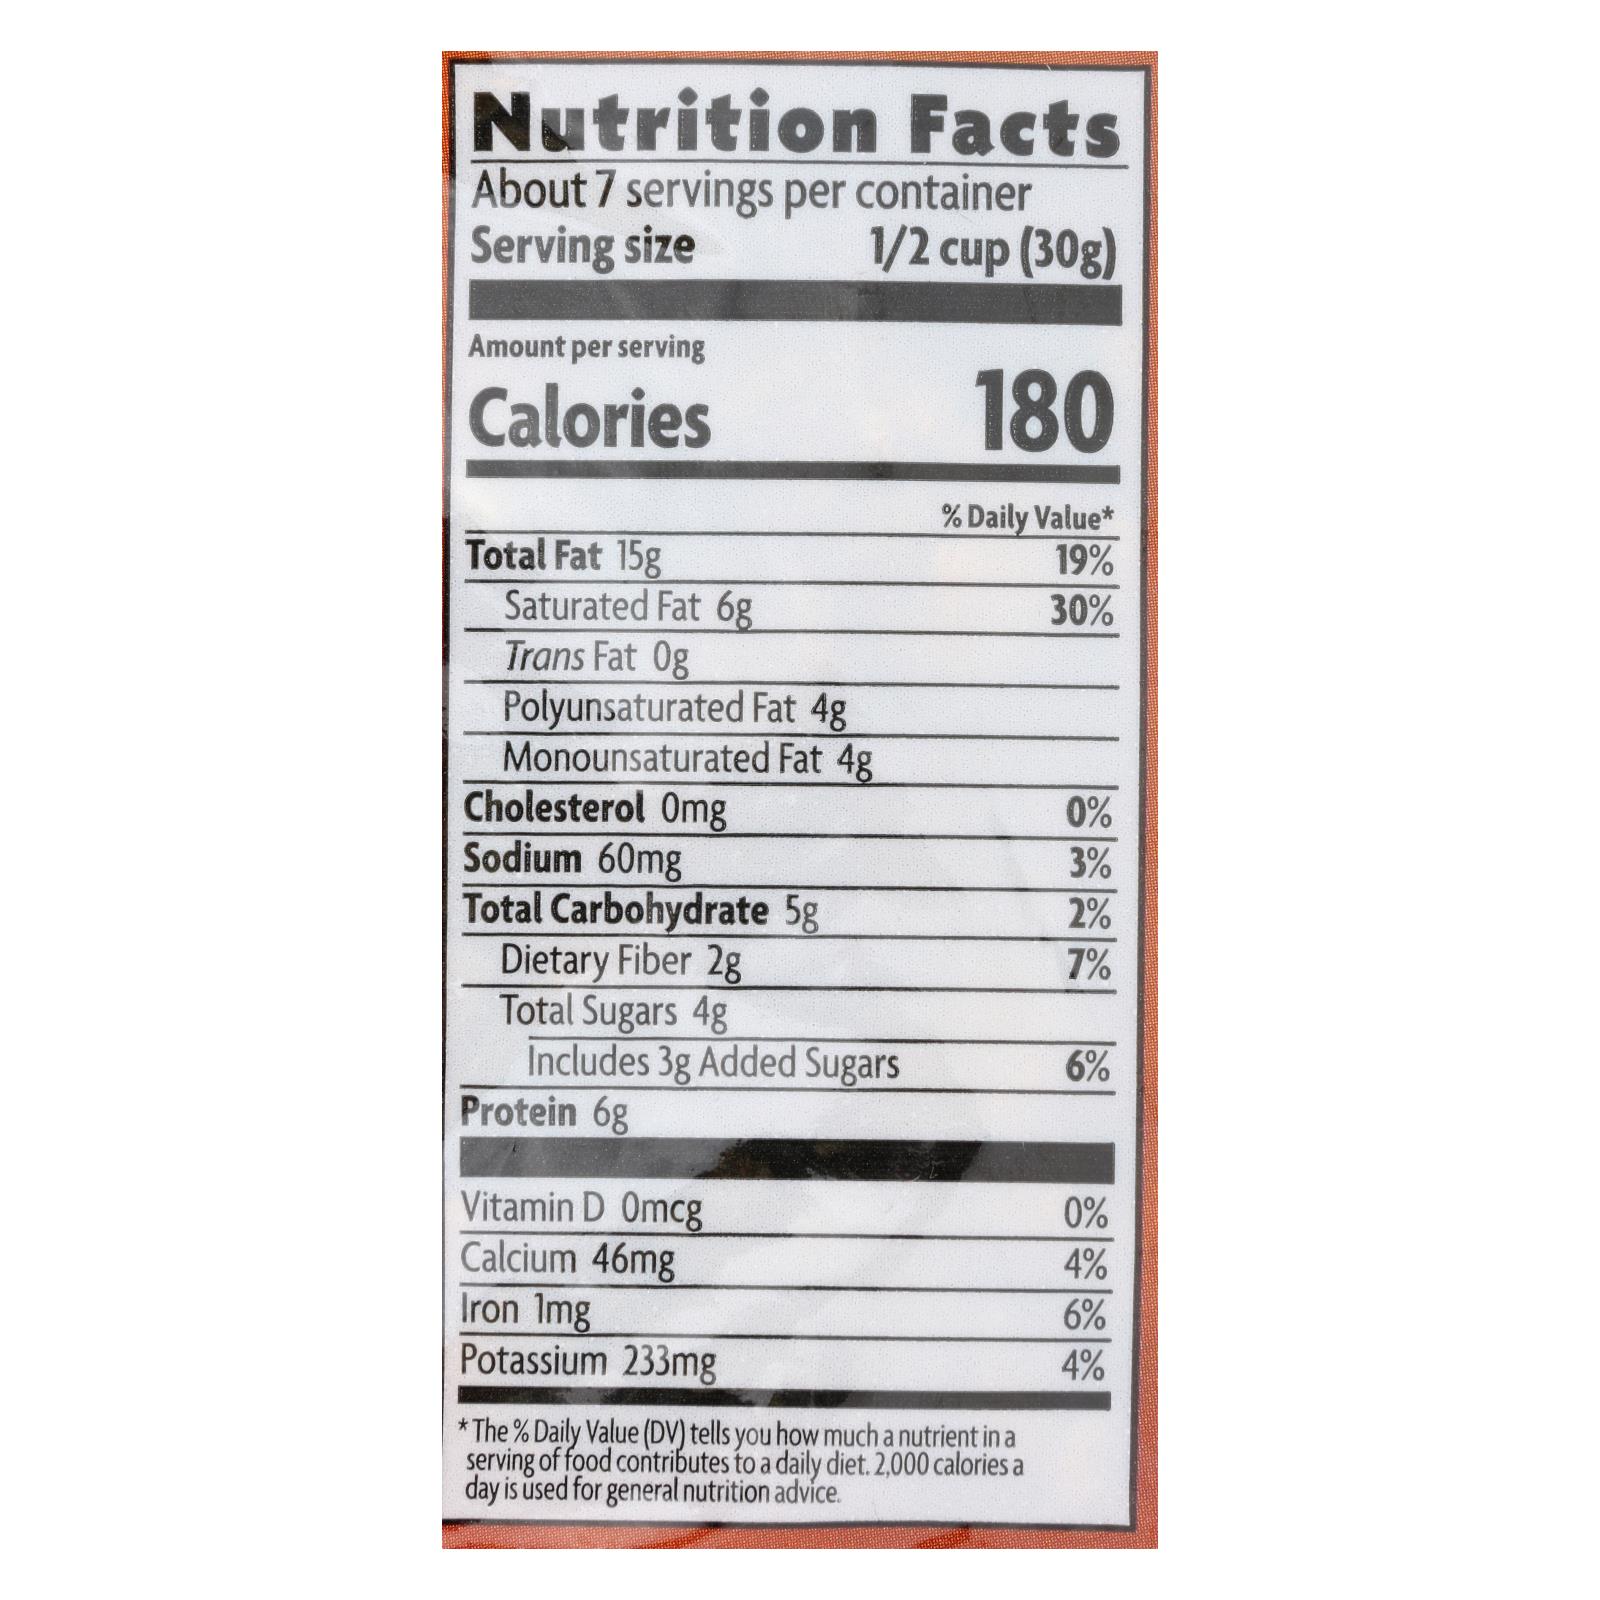 Nutrition Facts
About 7 servings per container
Serving size 1/2 cup (30g)
Amount per serving
Calories 180
% Daily Value*
Total Fat 15g 19%
Saturated Fat 6g 30%
Trans Fat 0g
Polyunsaturated Fat 4g
Monounsaturated Fat 4g
Cholesterol 0mg 0%
Sodium 60mg 3%
Total Carbohydrate 5g 2%
Dietary Fiber 2g 7%
Total Sugars 4g
Includes 3g Added Sugars 6%
Protein 6g
Vitamin D 0mcg 0%
Calcium 46mg 4%
Iron 1mg 6%
Potassium 233mg 4%
* The % Daily Value (DV) tells you how much a nutrient in a
serving of food contributes to a daily diet. 2,000 calories a
day is used for general nutrition advice.